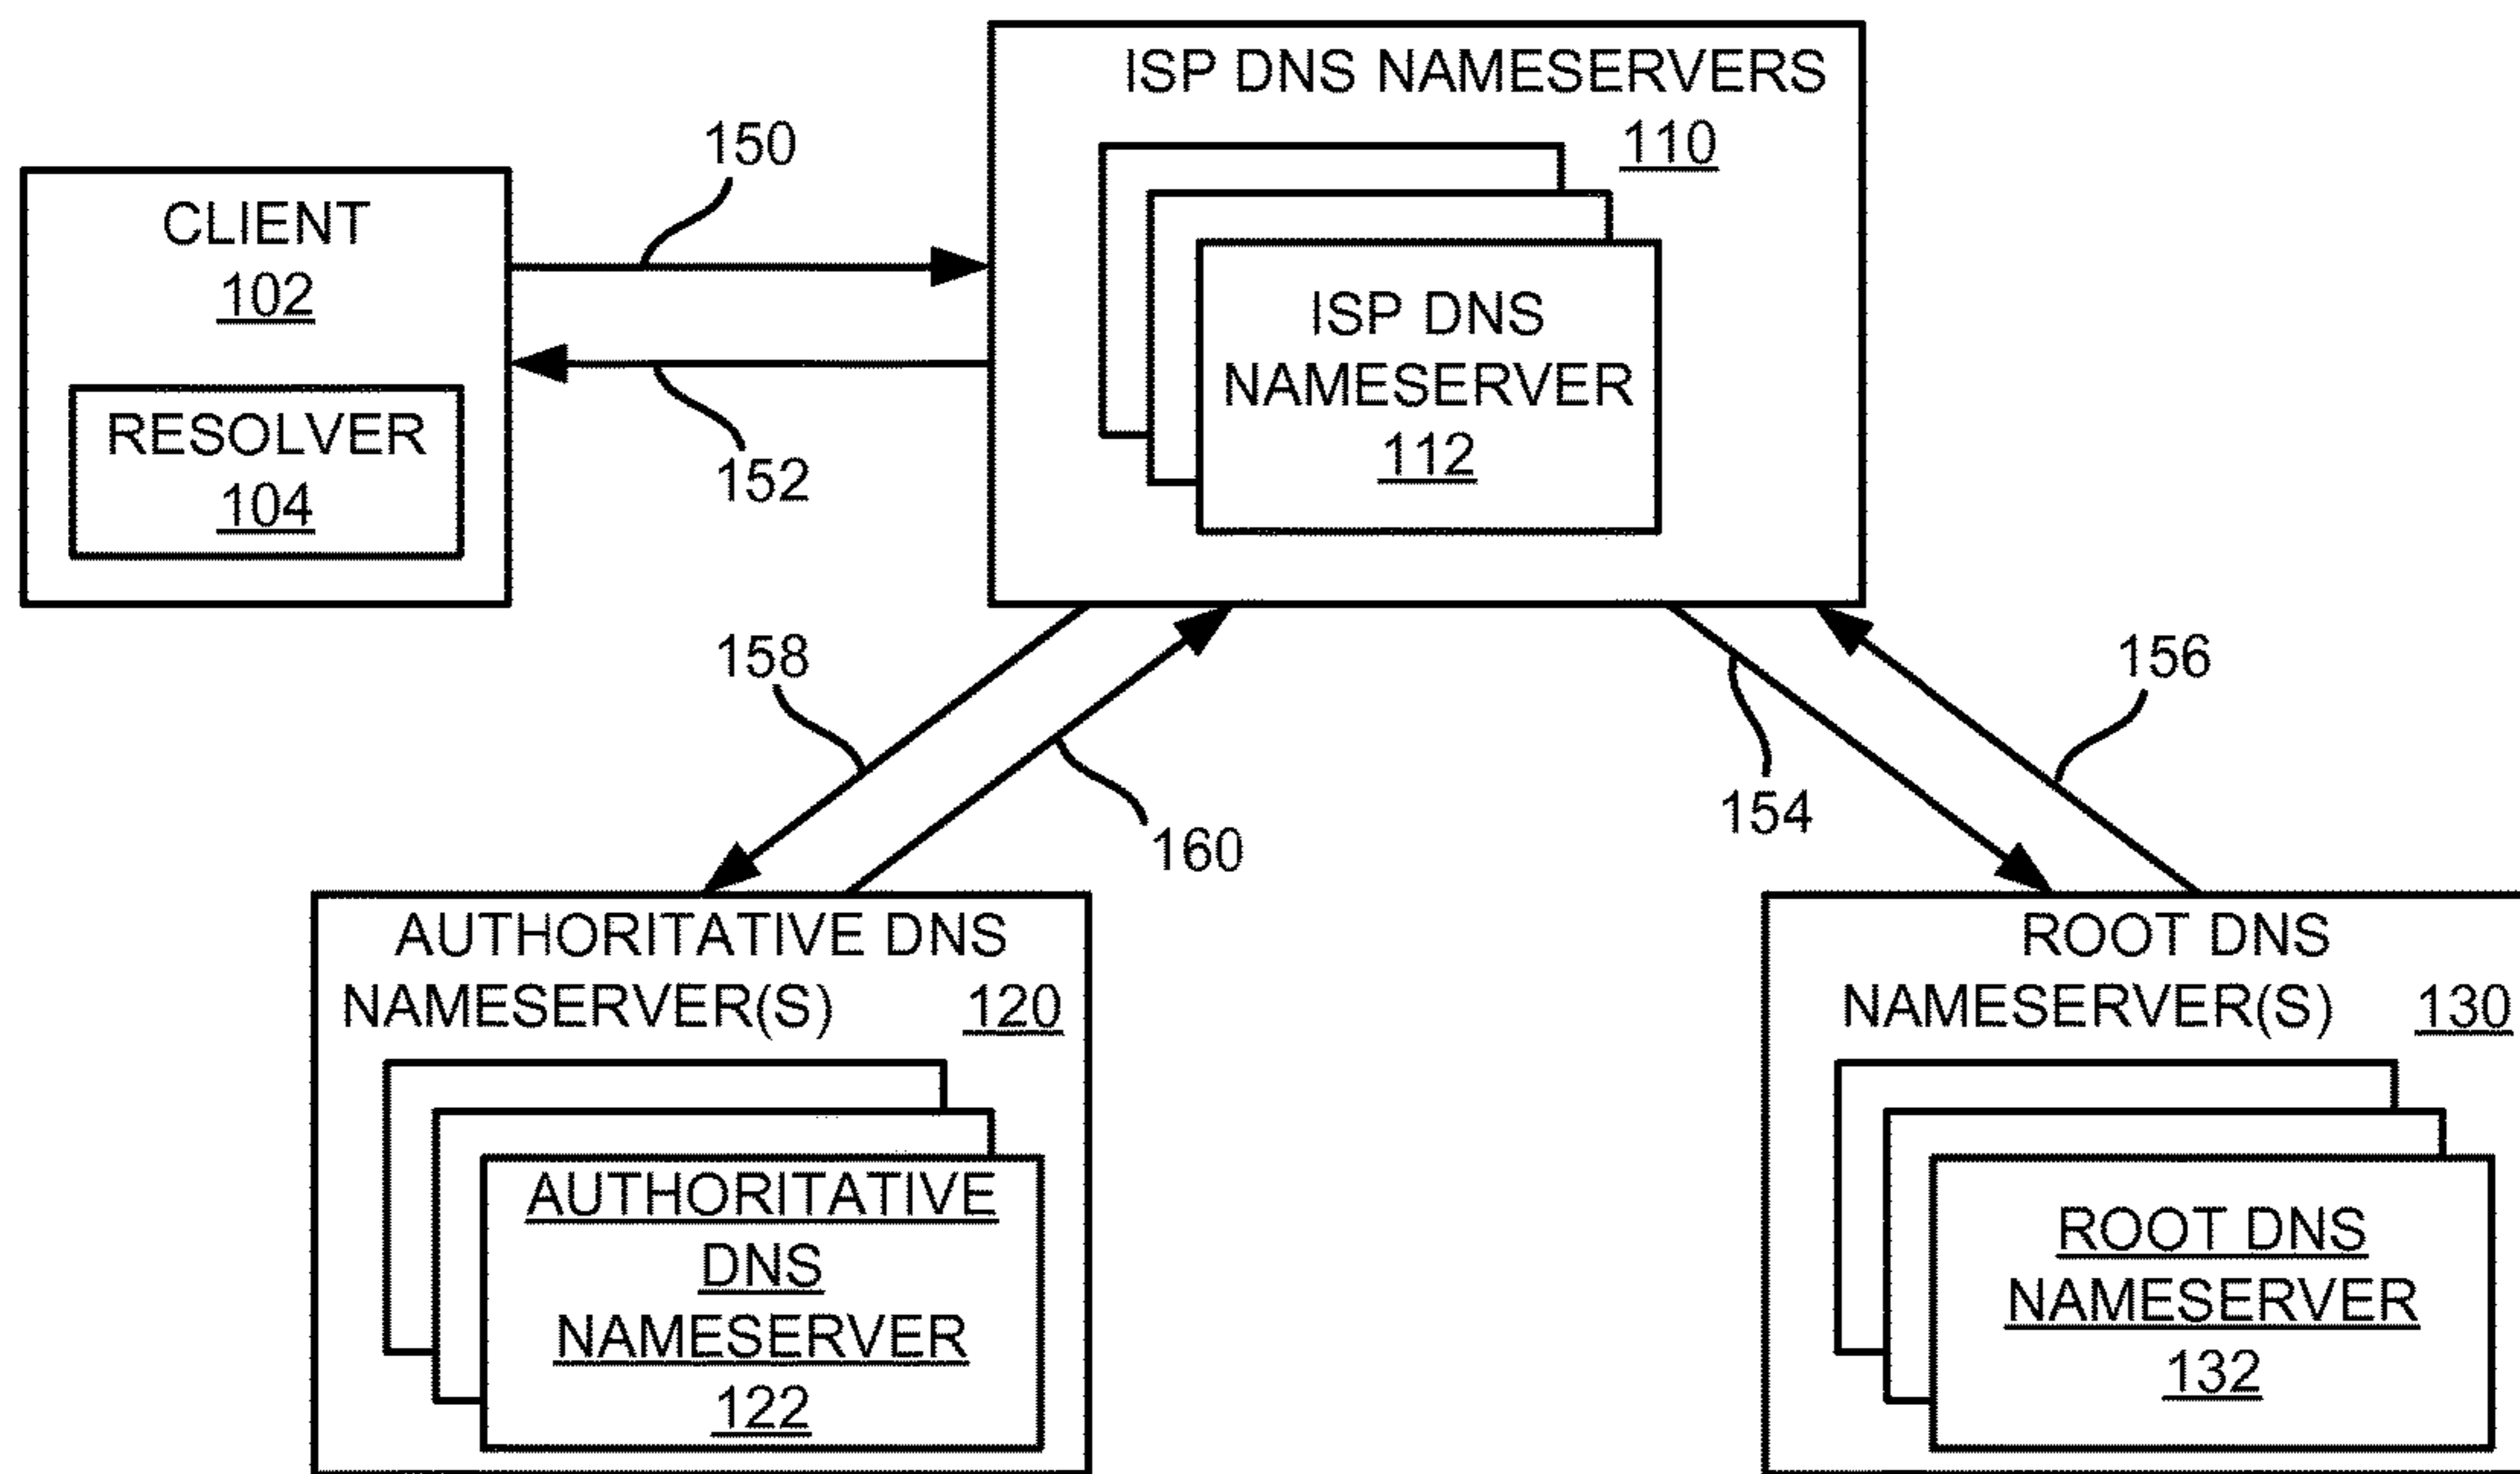 ISP DNS NAMESERVERS
110
150
CLIENT
102
ISP DNS
NAMESERVER
112
RESOLVER
104
152
158
156
154
160
AUTHORITATIVE DNS
NAMESERVER(S) 120
ROOT DNS
NAMESERVER(S) 130
AUTHORITATIVE
DNS
NAMESERVER
122
ROOT DNS
NAMESERVER
132